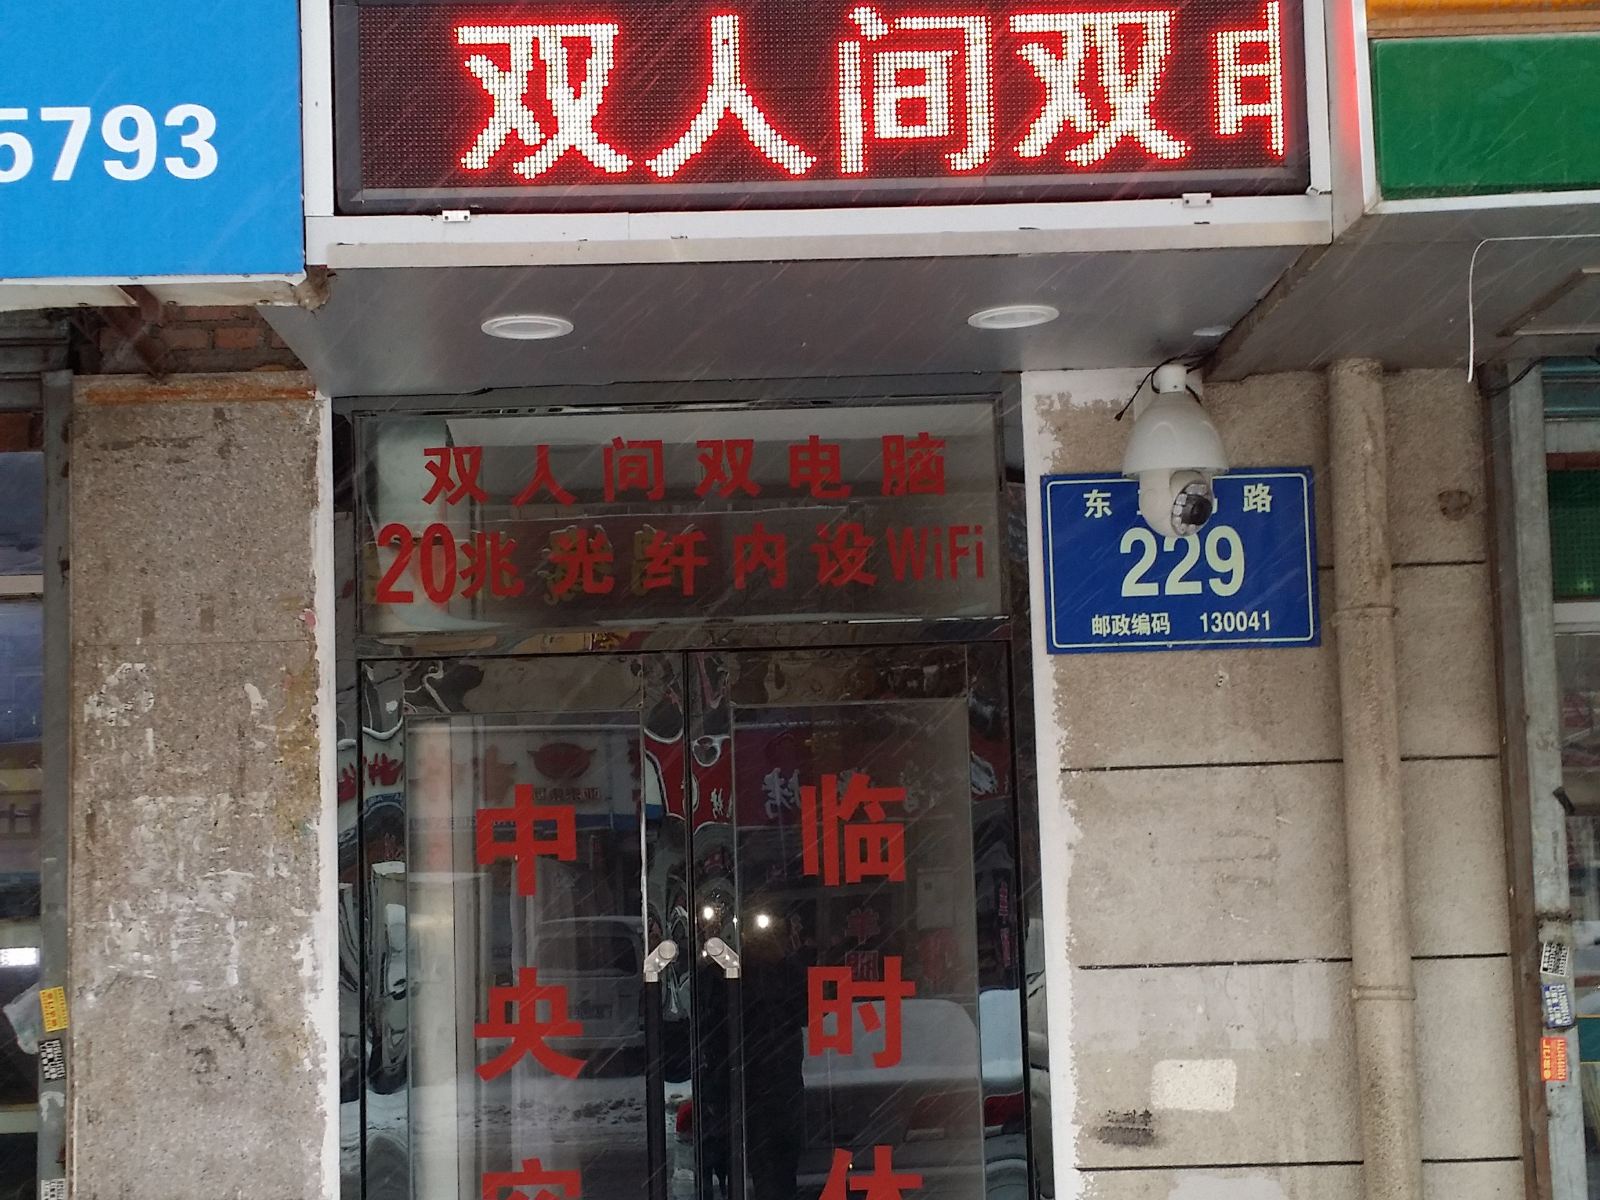 5793
双人间双
双人间双电脑
20兆光纤内设WiFi
东 路
229
邮政编码 130041
中央
临时休